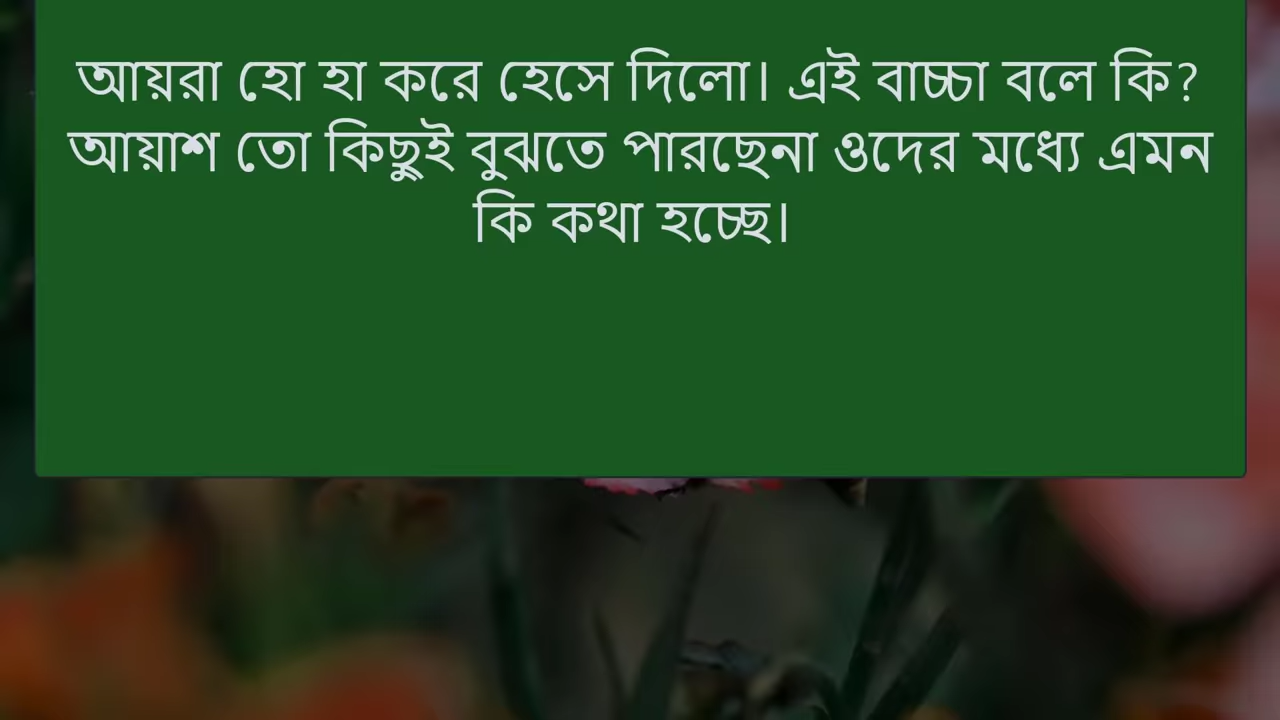 আয়রা হো হা করে হেসে দিলো। এই বাচ্চা বলে কি?
আয়াশ তো কিছুই বুঝতে পারছেনা ওদের মধ্যে এমন
কি কথা হচ্ছে।